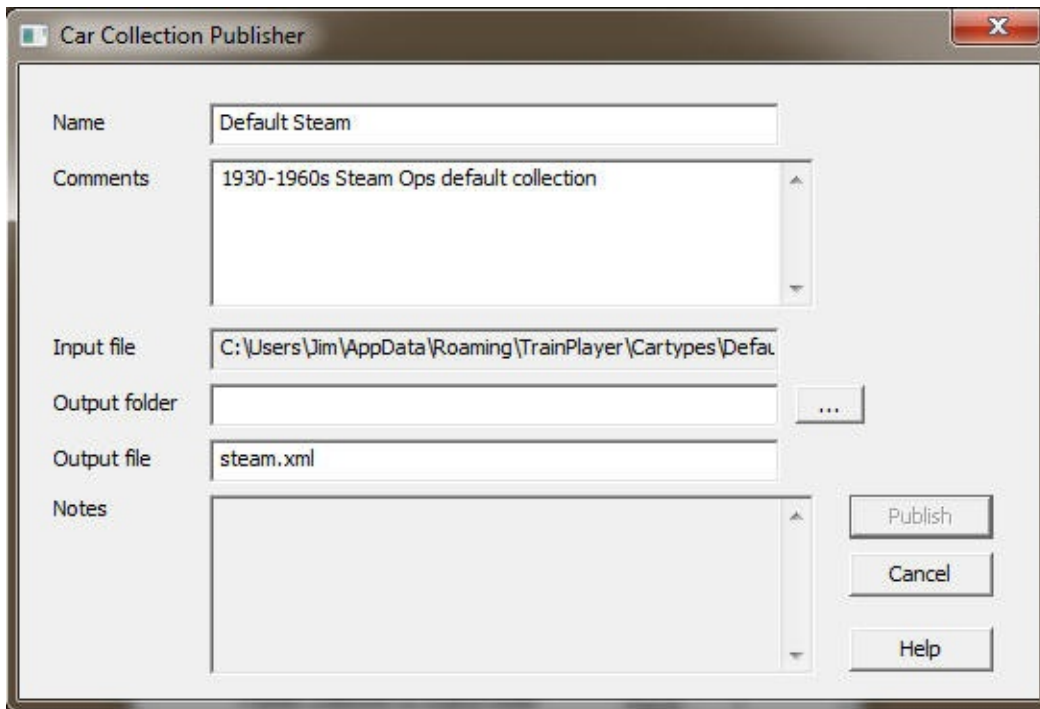 Car Collection Publisher
Name
Default Steam
Comments
1930-1960s Steam Ops default collection
Input file
C:\Users\Jim\AppData\Roaming\TrainPlayer\Cartypes\Defau
Output folder
...
Output file
steam.xml
Notes
Publish
Cancel
Help